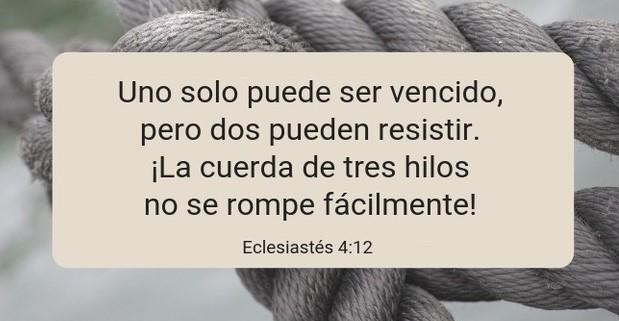 Uno solo puede ser vencido,
pero dos pueden resistir.
¡La cuerda de tres hilos
no se rompe fácilmente!
Eclesiastés 4:12